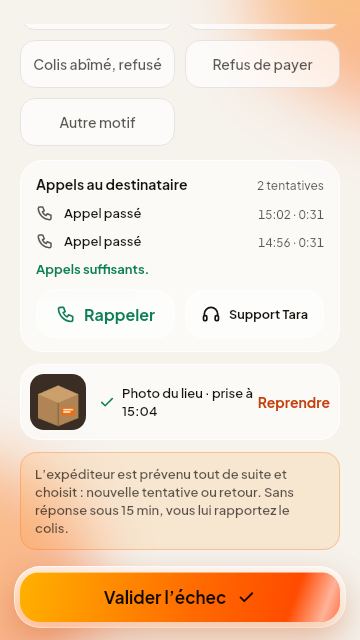 Colis abîmé, refusé
Refus de payer
Autre motif
Appels au destinataire
2 tentatives
Appel passé
15:02 · 0:31
Appel passé
14:56 · 0:31
Appels suffisants.
Rappeler
Support Tara
Photo du lieu · prise à
15:04
Reprendre
L’expéditeur est prévenu tout de suite et
choisit : nouvelle tentative ou retour. Sans
réponse sous 15 min, vous lui rapportez le
colis.
Valider l’échec